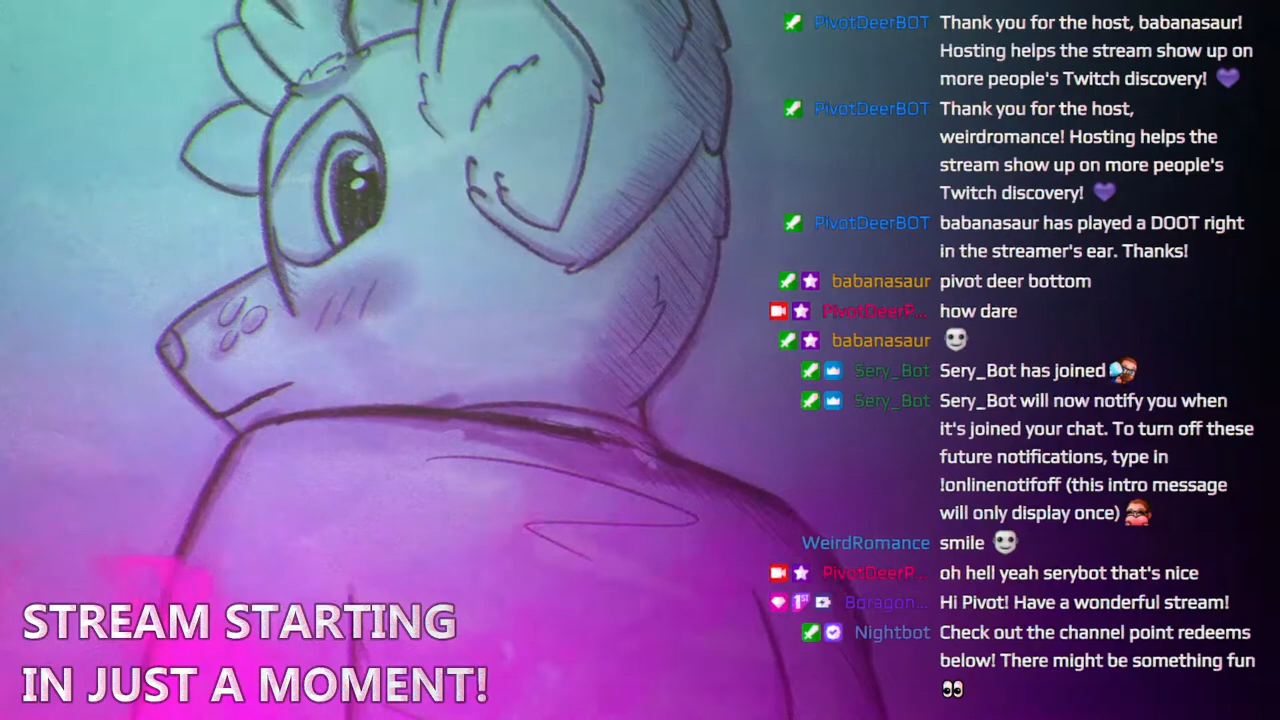 PivotDeerBOT Thank you for the host, babanasaur!
Hosting helps the stream show up on
more people's Twitch discovery!
PivotDeerBOT Thank you for the host,
weirdromance! Hosting helps the
stream show up on more people's
Twitch discovery!
PivotDeerBOT babanasaur has played a DOOT right
in the streamer's ear. Thanks!
babanasaur pivot deer bottom
PivotDeerP... how dare
babanasaur
Sery_Bot Sery_Bot has joined
Sery_Bot Sery_Bot will now notify you when
it's joined your chat. To turn off these
future notifications, type in
!onlinenotifoff (this intro message
will only display once)
WeirdRomance smile
PivotDeerP... oh hell yeah serybot that's nice
1ST Bdragon... Hi Pivot! Have a wonderful stream!
Nightbot Check out the channel point redeems
below! There might be something fun
STREAM STARTING
IN JUST A MOMENT!